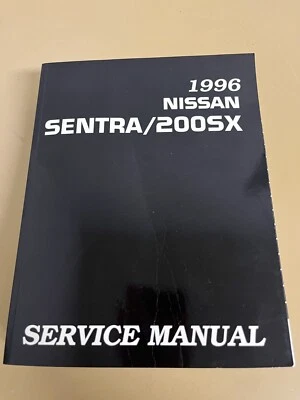 1996
NISSAN
SENTRA/200SX
SERVICE MANUAL